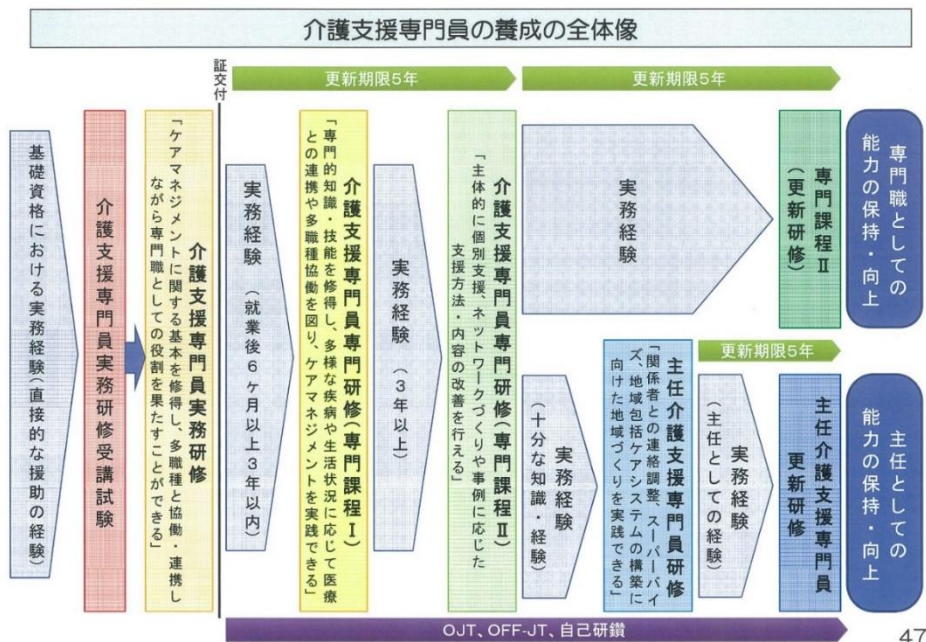 介護支援専門員の養成の全体像
証交付
更新期限5年
更新期限5年
基礎資格における実務経験(直接的な援助の経験)
介護支援専門員実務研修受講試験
介護支援専門員実務研修
「ケアマネジメントに関する基本を修得し、多職種と協働・連携し
ながら専門職としての役割を果たすことができる」
実務経験 (就業後6ヶ月以上3年以内)
介護支援専門員専門研修(専門課程Ⅰ)
「専門的知識・技能を修得し、多様な疾病や生活状況に応じて医療
との連携や多職種協働を図り、ケアマネジメントを実践できる」
実務経験 (3年以上)
介護支援専門員専門研修(専門課程Ⅱ)
「主体的に個別支援、ネットワークづくりや事例に応じた
支援方法・内容の改善を行える」
実務経験
専門課程Ⅱ
(更新研修)
専門職としての
能力の保持・向上
実務経験
(十分な知識・経験)
主任介護支援専門員研修
「関係者との連絡調整、スーパーバイ
ズ、地域包括ケアシステムの構築に
向けた地域づくりを実践できる」
更新期限5年
実務経験
(主任としての経験)
主任介護支援専門員
更新研修
主任としての
能力の保持・向上
OJT、OFF-JT、自己研鑽
47